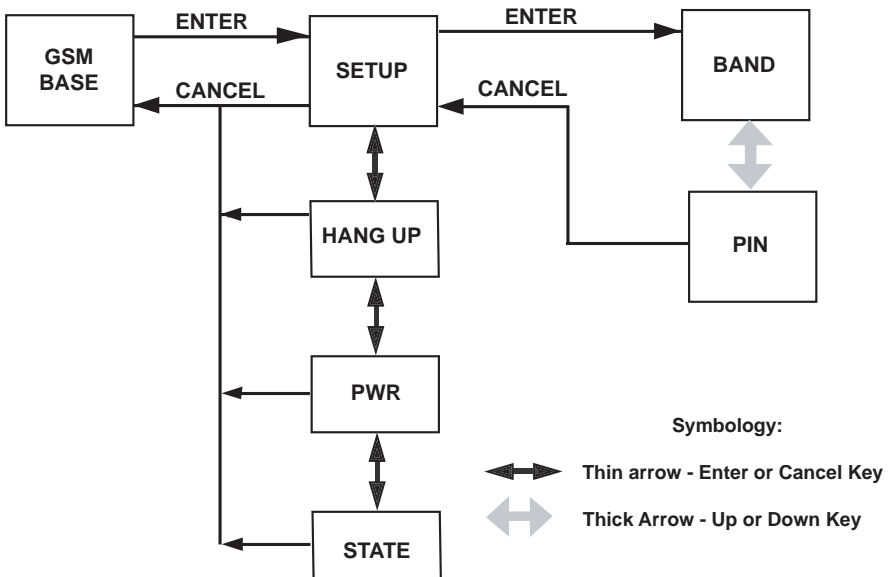 ENTER
GSM
BASE
CANCEL
SETUP
ENTER
CANCEL
BAND
HANG UP
PIN
PWR
STATE
Symbology:
Thin arrow - Enter or Cancel Key
Thick Arrow - Up or Down Key